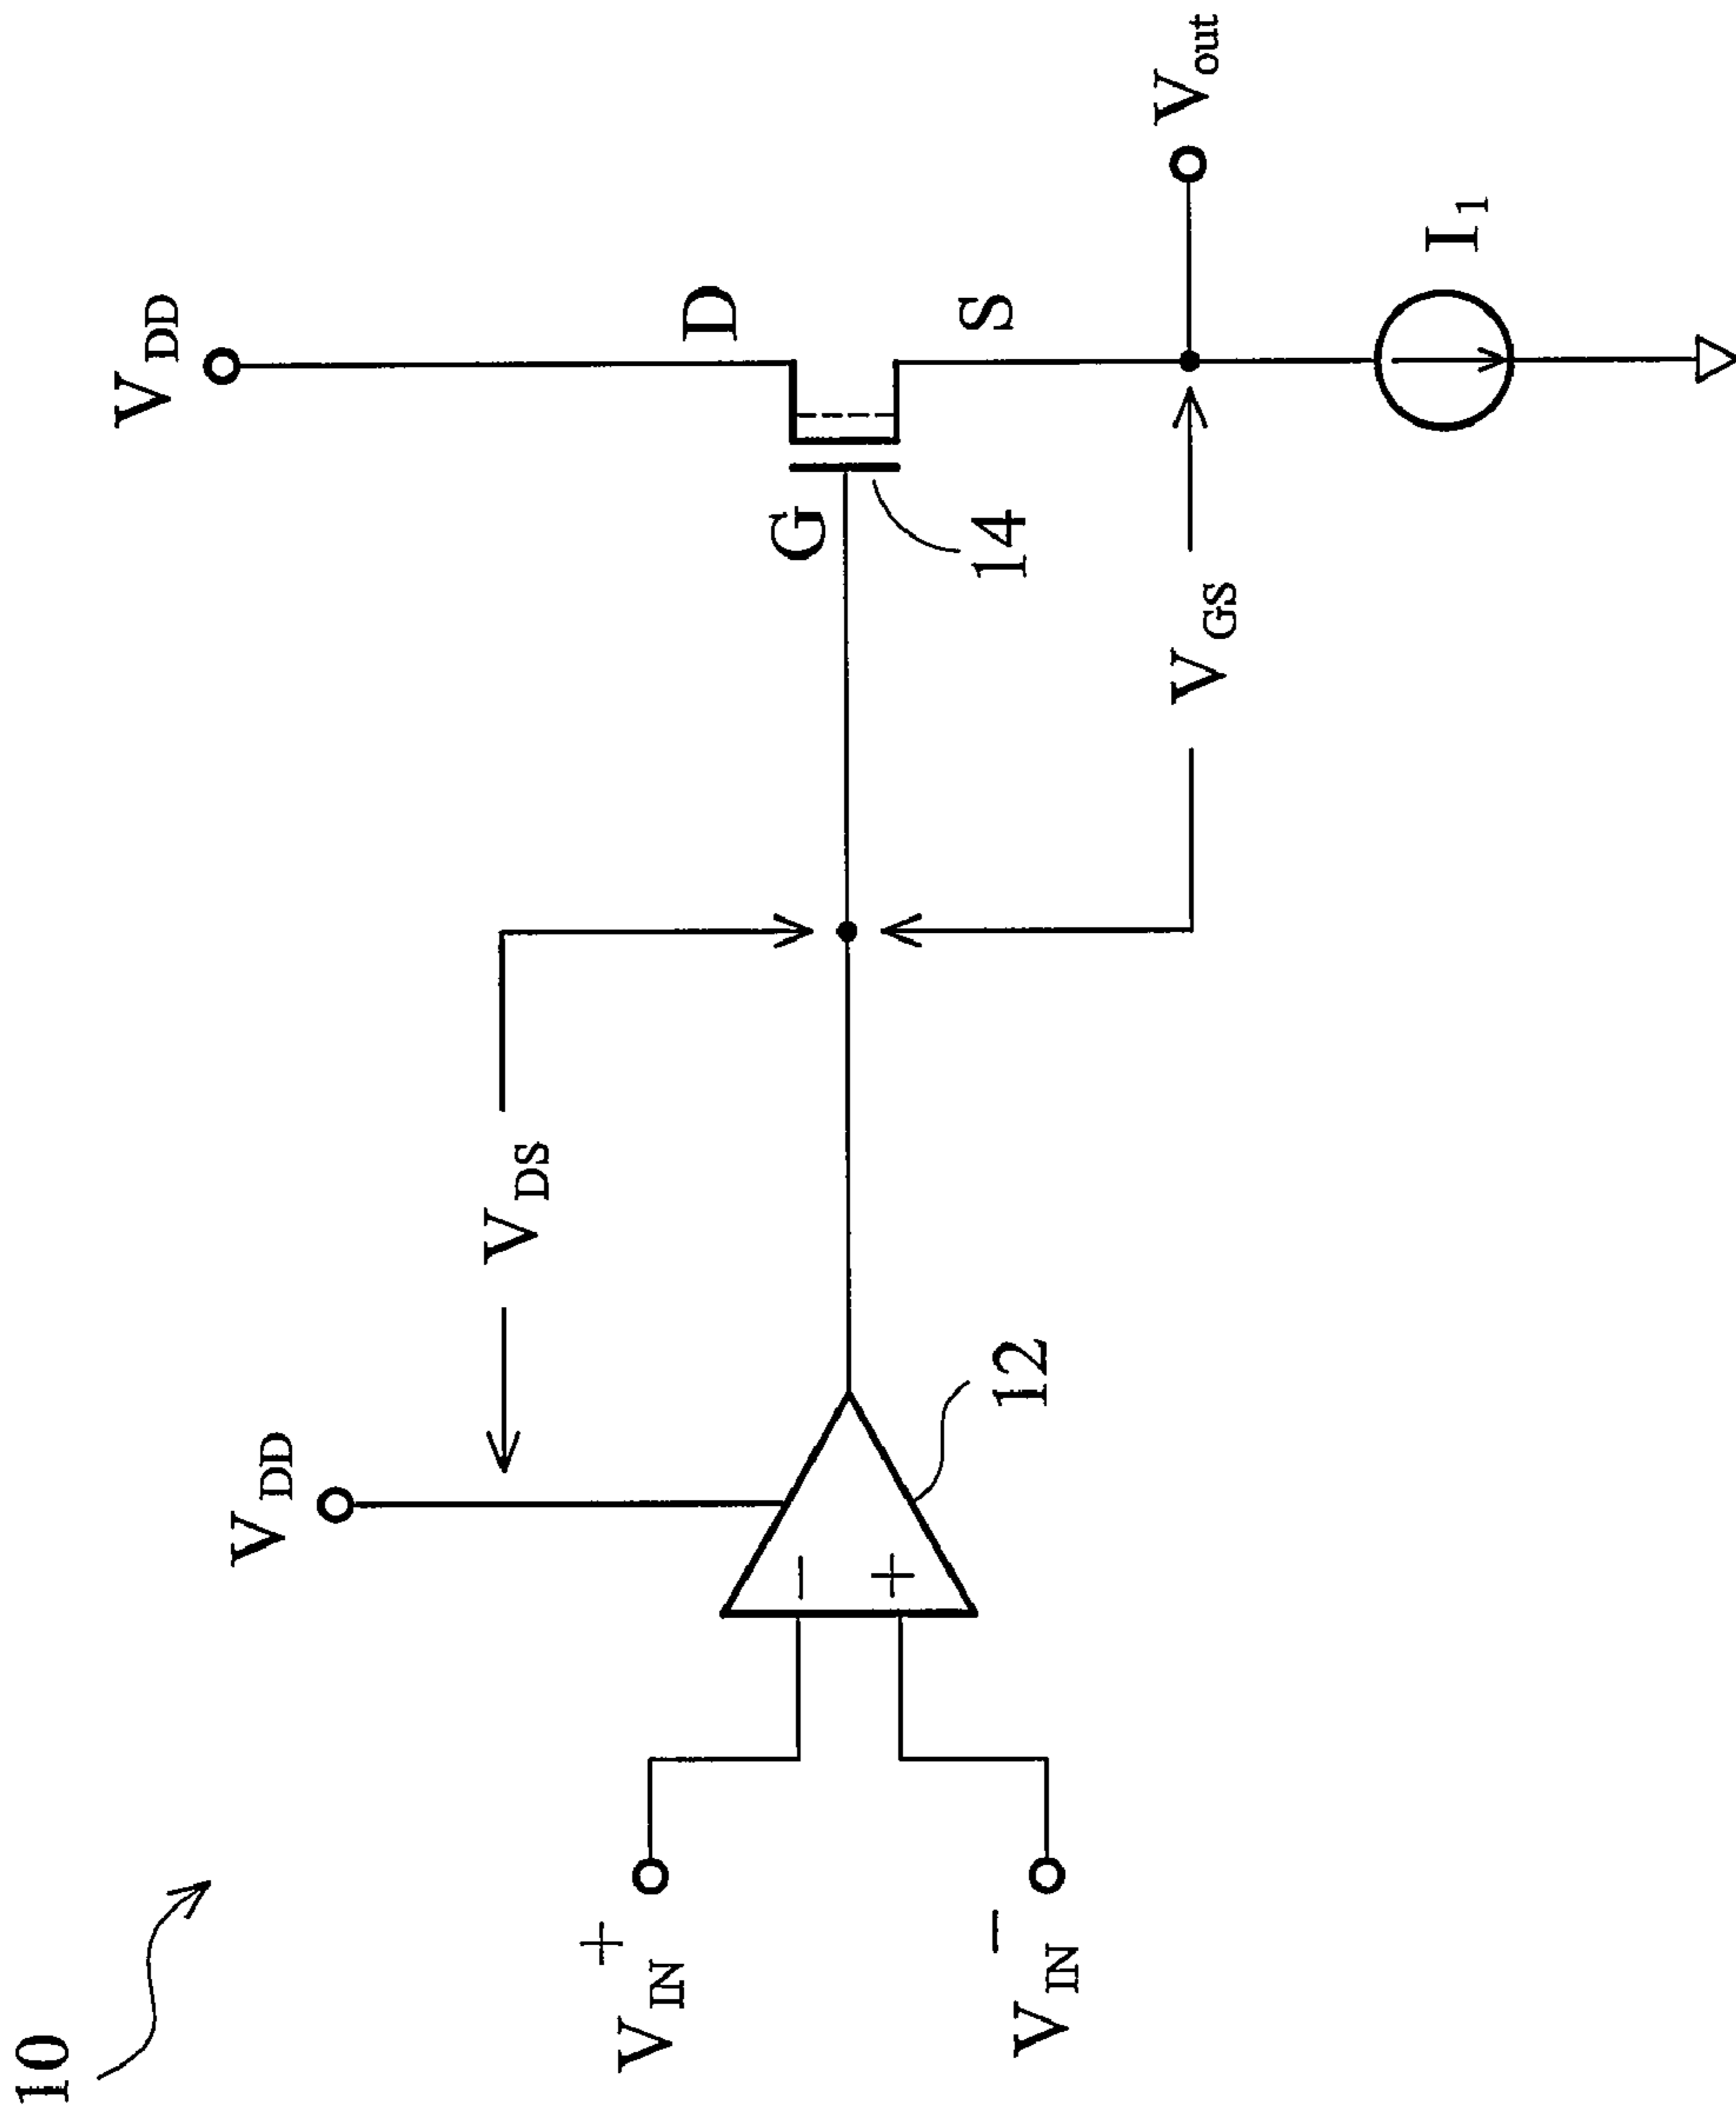 10
V_DD
V_DD
V_DS
D
G
S
14
V_IN +
V_IN −
−
+
12
V_GS
V_out
I_1